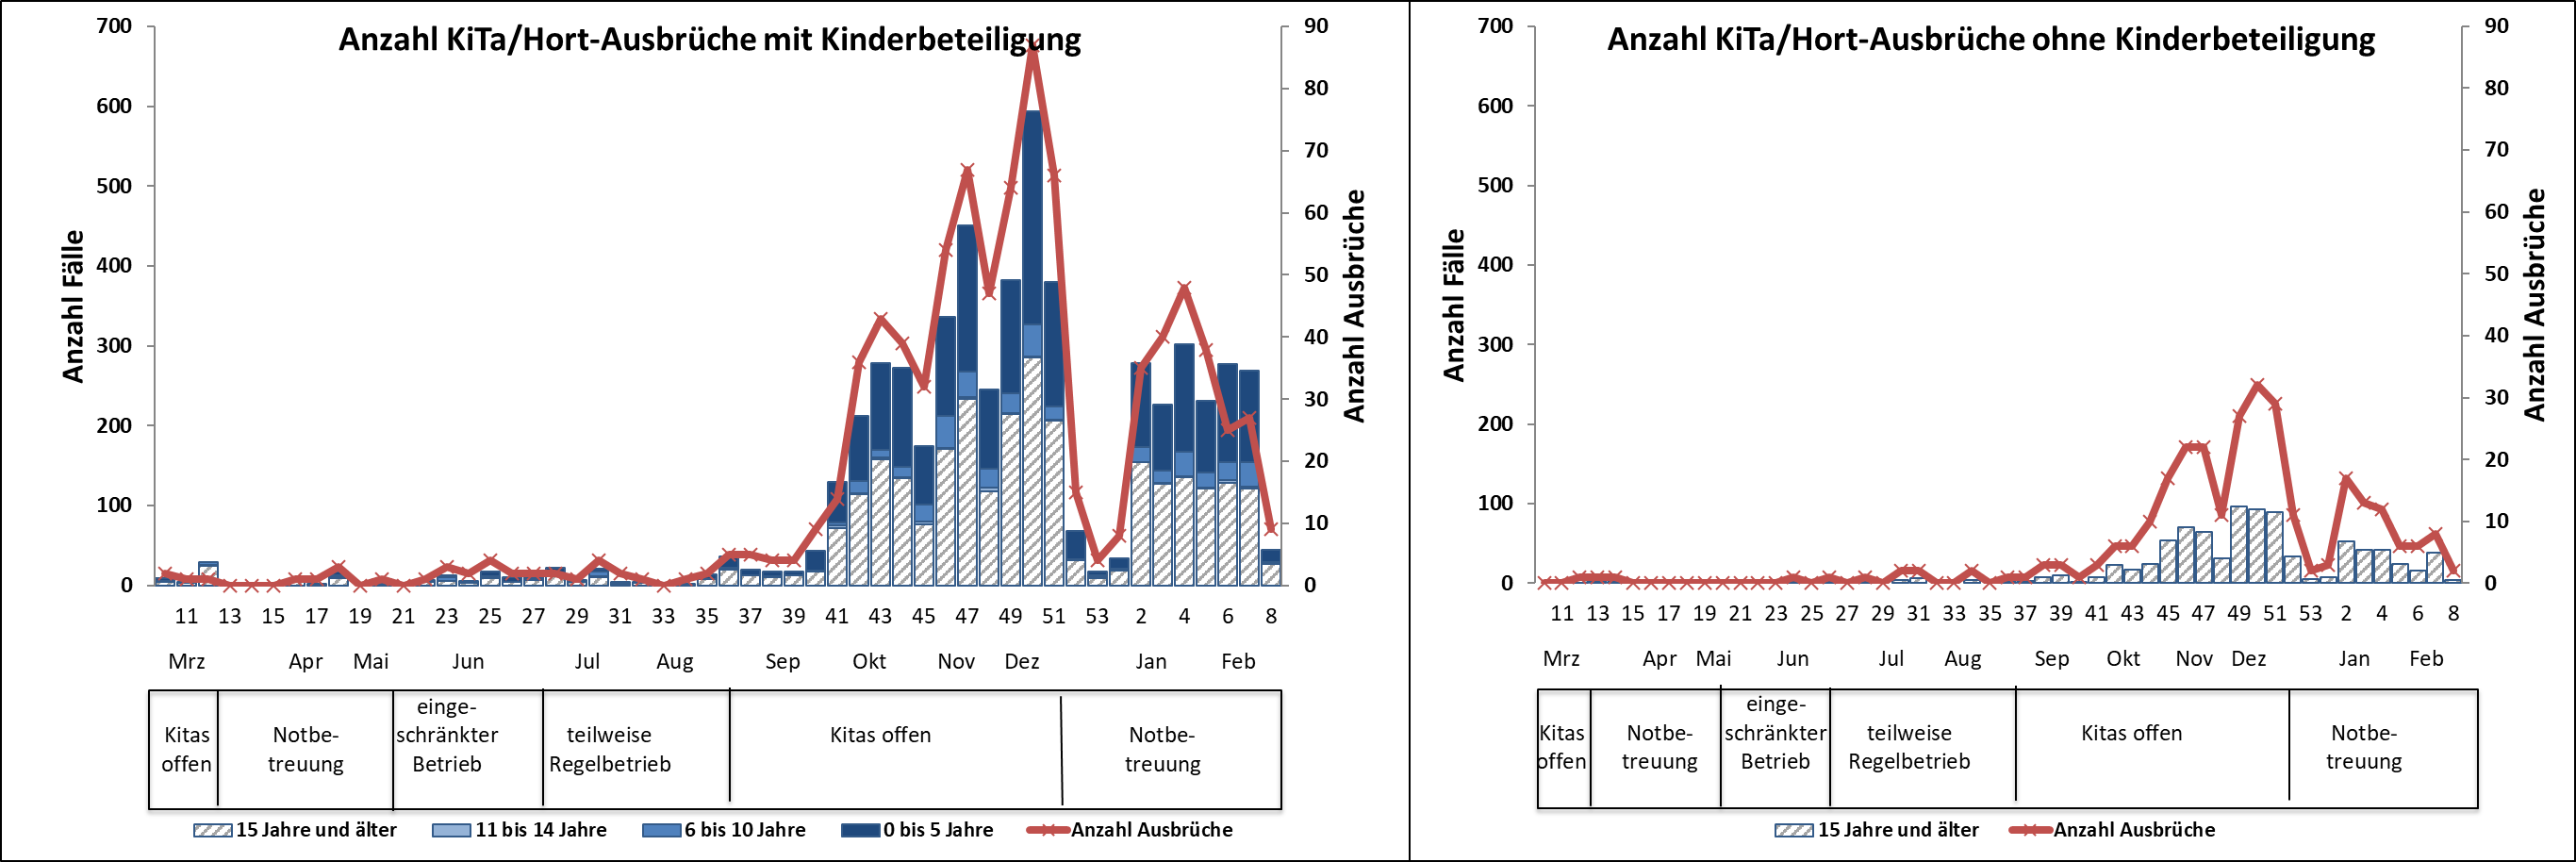 Anzahl KiTa/Hort-Ausbrüche mit Kinderbeteiligung
Anzahl Fälle
700
600
500
400
300
200
100
0
90
80
70
60
50
40
30
20
10
0
Anzahl Ausbrüche
11 13 15 17 19 21 23 25 27 29 31 33 35 37 39 41 43 45 47 49 51 53 2 4 6 8
Mrz Apr Mai Jun Jul Aug Sep Okt Nov Dez Jan Feb
Kitas
offen
Notbe-
treuung
einge-
schränkter
Betrieb
teilweise
Regelbetrieb
Kitas offen
Notbe-
treuung
15 Jahre und älter 11 bis 14 Jahre 6 bis 10 Jahre 0 bis 5 Jahre Anzahl Ausbrüche
Anzahl KiTa/Hort-Ausbrüche ohne Kinderbeteiligung
Anzahl Fälle
700
600
500
400
300
200
100
0
90
80
70
60
50
40
30
20
10
0
Anzahl Ausbrüche
11 13 15 17 19 21 23 25 27 29 31 33 35 37 39 41 43 45 47 49 51 53 2 4 6 8
Mrz Apr Mai Jun Jul Aug Sep Okt Nov Dez Jan Feb
Kitas
offen
Notbe-
treuung
einge-
schränkter
Betrieb
teilweise
Regelbetrieb
Kitas offen
Notbe-
treuung
15 Jahre und älter Anzahl Ausbrüche